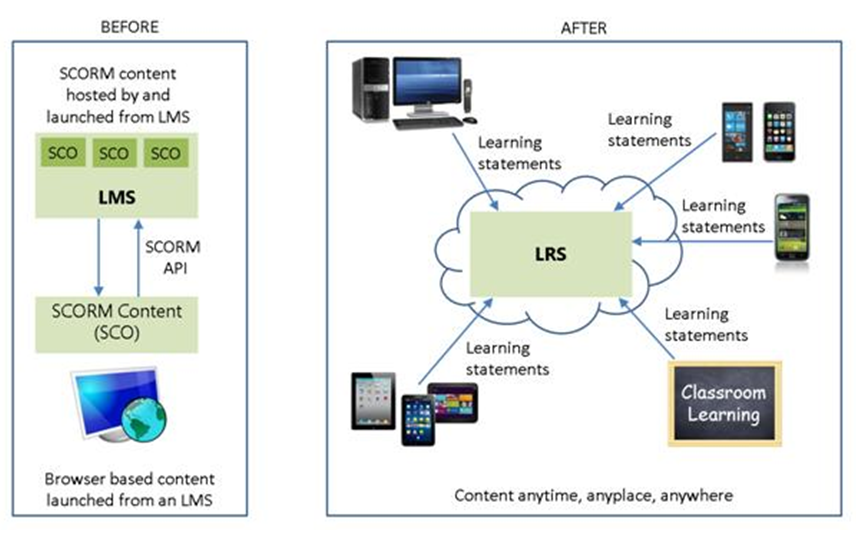 BEFORE
SCORM content
hosted by and
launched from LMS
SCO SCO SCO
LMS
SCORM
API
SCORM Content
(SCO)
Browser based content
launched from an LMS
AFTER
Learning
statements
Learning
statements
Learning
statements
LRS
Learning
statements
Learning
statements
Classroom
Learning
Content anytime, anyplace, anywhere